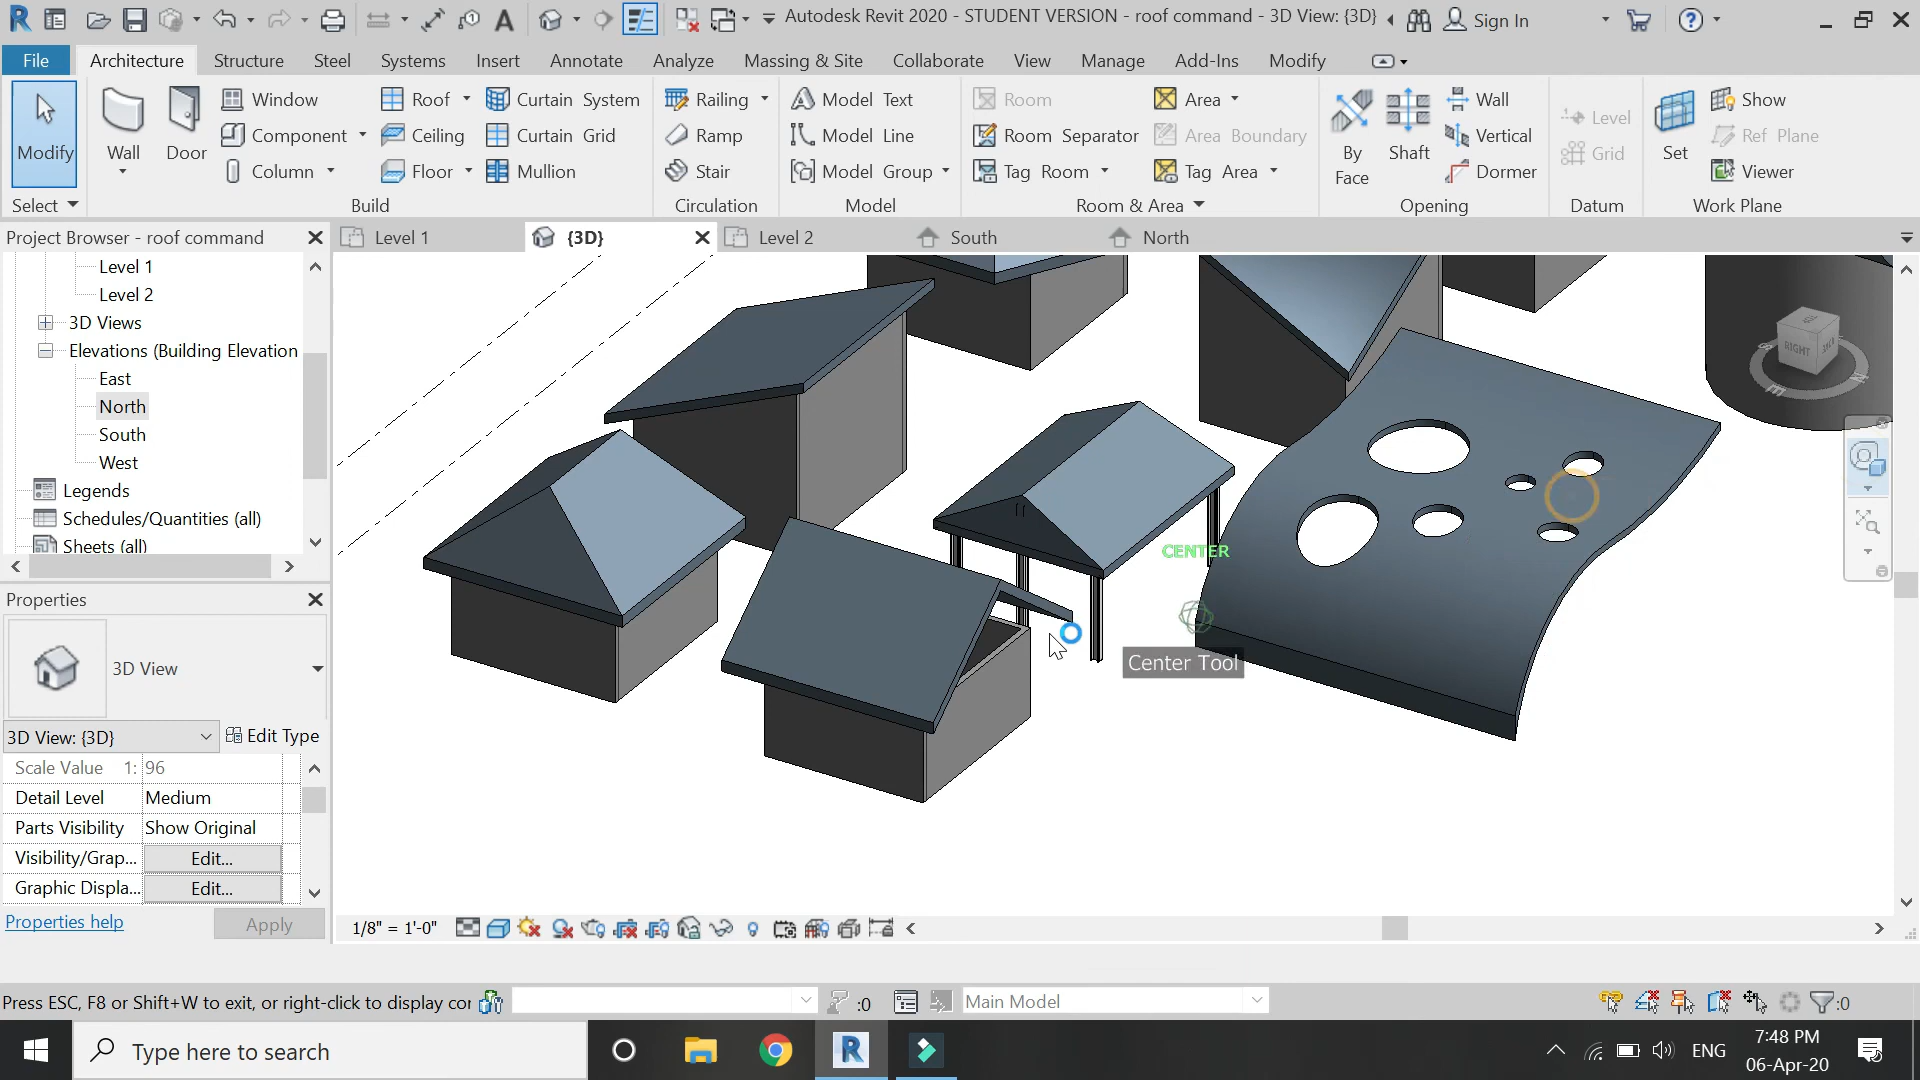 Autodesk Revit 2020 - STUDENT VERSION - roof command - 3D View: {3D}
Sign In
File
Architecture
Structure
Steel
Systems
Insert
Annotate
Analyze
Massing & Site
Collaborate
View
Manage
Add-Ins
Modify
Modify
Wall
Door
Window
Component
Column
Roof
Ceiling
Floor
Curtain System
Curtain Grid
Mullion
Railing
Ramp
Stair
Model Text
Model Line
Model Group
Room
Room Separator
Tag Room
Area
Area Boundary
Tag Area
By
Face
Shaft
Wall
Vertical
Dormer
Level
Grid
Set
Show
Ref Plane
Viewer
Select
Build
Circulation
Model
Room & Area
Opening
Datum
Work Plane
Project Browser - roof command
Level 1
{3D}
Level 2
South
North
Level 1
Level 2
3D Views
Elevations (Building Elevation
East
North
South
West
Legends
Schedules/Quantities (all)
Sheets (all)
Properties
3D View
3D View: {3D}
Edit Type
Scale Value 1: 96
Detail Level Medium
Parts Visibility Show Original
Visibility/Grap... Edit...
Graphic Displa... Edit...
Properties help
Apply
RIGHT
CENTER
Center Tool
1/8" = 1'-0"
Press ESC, F8 or Shift+W to exit, or right-click to display cor
:0
Main Model
:0
Type here to search
ENG
7:48 PM
06-Apr-20